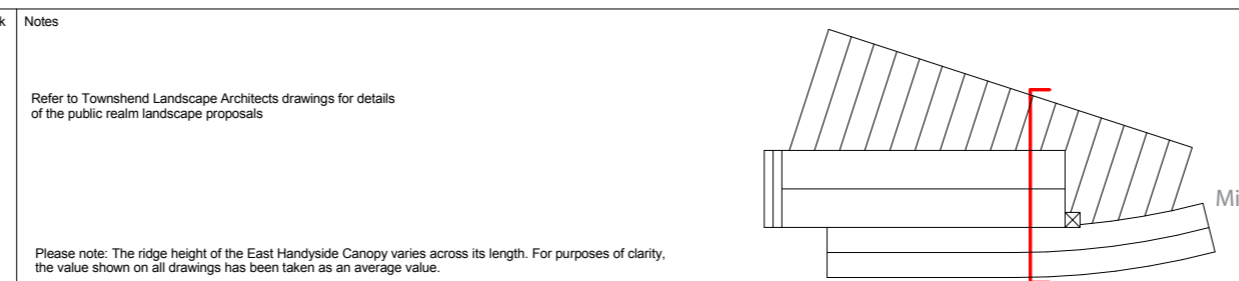 k
Notes
Refer to Townshend Landscape Architects drawings for details
of the public realm landscape proposals
Mi
Please note: The ridge height of the East Handyside Canopy varies across its length. For purposes of clarity,
the value shown on all drawings has been taken as an average value.